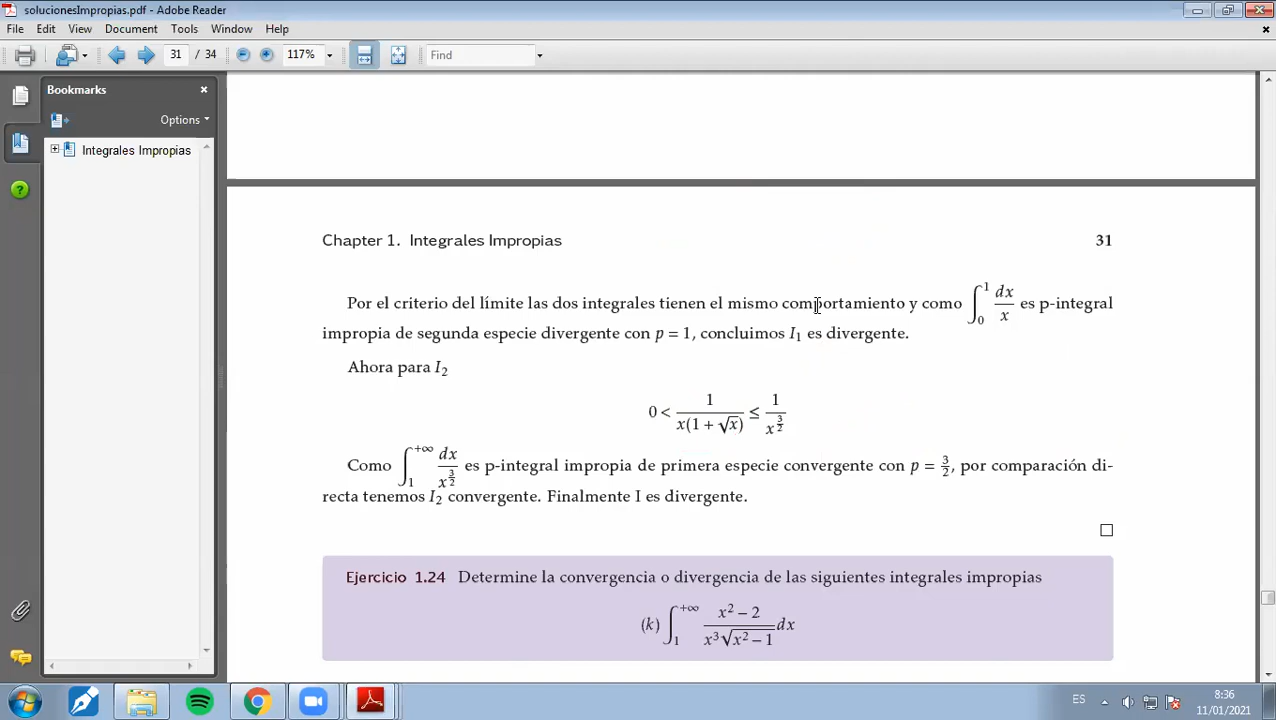 solucionesImpropias.pdf - Adobe Reader
File Edit View Document Tools Window Help
31 / 34 117% Find
Bookmarks
Options
Integrales Impropias
Chapter 1. Integrales Impropias 31
Por el criterio del límite las dos integrales tienen el mismo comportamiento y como ∫₀¹ dx/x es p-integral
impropia de segunda especie divergente con p = 1, concluimos I₁ es divergente.
Ahora para I₂
0 < 1/(x(1 + √x)) ≤ 1/x^(3/2)
Como ∫₁^(+∞) dx/x^(3/2) es p-integral impropia de primera especie convergente con p = 3/2, por comparación di-
recta tenemos I₂ convergente. Finalmente I es divergente.
Ejercicio 1.24 Determine la convergencia o divergencia de las siguientes integrales impropias
(k) ∫₁^(+∞) (x² − 2)/(x³√(x² − 1)) dx
ES 8:36
11/01/2021